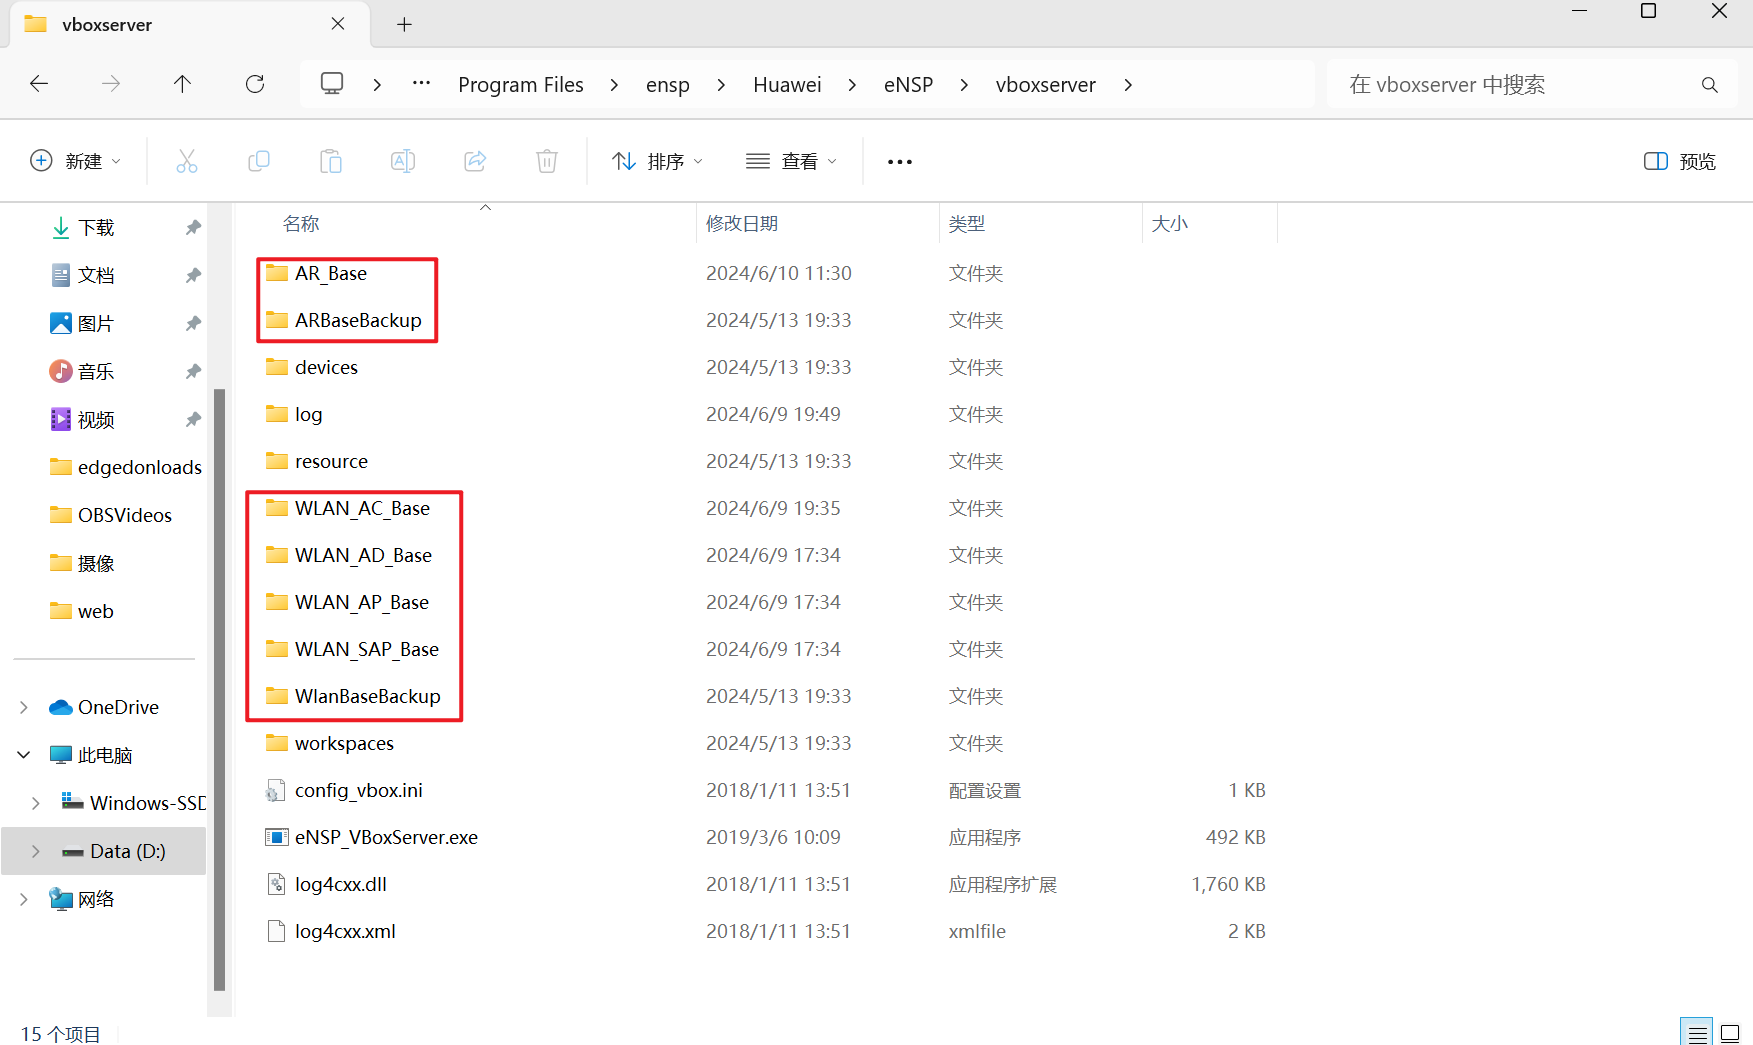 vboxserver
Program Files ensp Huawei eNSP vboxserver
在 vboxserver 中搜索
新建 排序 查看 预览
下载
文档
图片
音乐
视频
edgedonloads
OBSVideos
摄像
web
OneDrive
此电脑
Windows-SSD
Data (D:)
网络
名称 修改日期 类型 大小
AR_Base 2024/6/10 11:30 文件夹
ARBaseBackup 2024/5/13 19:33 文件夹
devices 2024/5/13 19:33 文件夹
log 2024/6/9 19:49 文件夹
resource 2024/5/13 19:33 文件夹
WLAN_AC_Base 2024/6/9 19:35 文件夹
WLAN_AD_Base 2024/6/9 17:34 文件夹
WLAN_AP_Base 2024/6/9 17:34 文件夹
WLAN_SAP_Base 2024/6/9 17:34 文件夹
WlanBaseBackup 2024/5/13 19:33 文件夹
workspaces 2024/5/13 19:33 文件夹
config_vbox.ini 2018/1/11 13:51 配置设置 1 KB
eNSP_VBoxServer.exe 2019/3/6 10:09 应用程序 492 KB
log4cxx.dll 2018/1/11 13:51 应用程序扩展 1,760 KB
log4cxx.xml 2018/1/11 13:51 xmlfile 2 KB
15 个项目